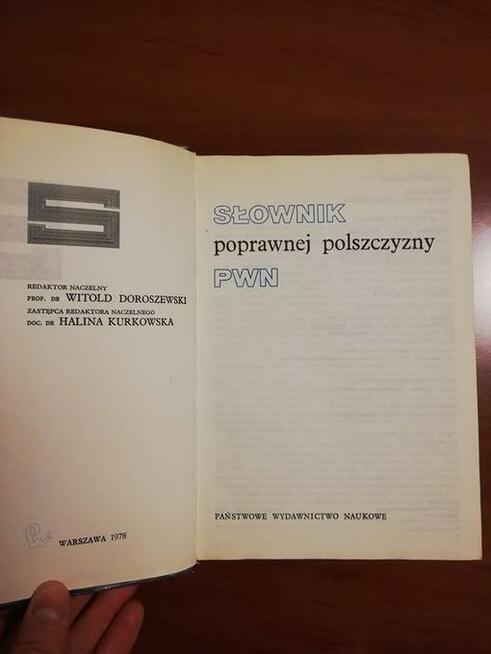 REDAKTOR NACZELNY
PROF. DR WITOLD DOROSZEWSKI
ZASTĘPCA REDAKTORA NACZELNEGO
DOC. DR HALINA KURKOWSKA
WARSZAWA 1978
SŁOWNIK
poprawnej polszczyzny
PWN
PAŃSTWOWE WYDAWNICTWO NAUKOWE